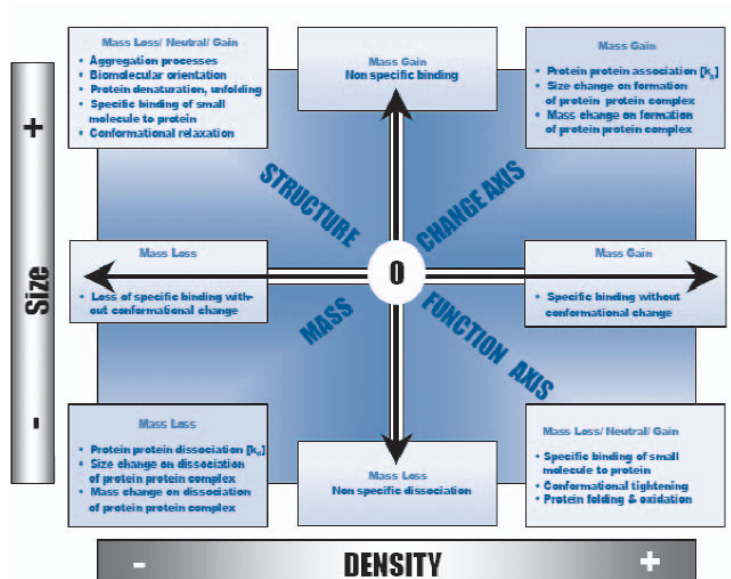 Mass Loss/ Neutral/ Gain
• Aggregation processes
• Biomolecular orientation
• Protein denaturation, unfolding
• Specific binding of small
molecule to protein
• Conformational relaxation
Mass Gain
Non specific binding
Mass Gain
• Protein protein association [ka]
• Size change on formation
of protein protein complex
• Mass change on formation
of protein protein complex
+
Size
-
STRUCTURE
CHANGE AXIS
Mass Loss
• Loss of specific binding with-
out conformational change
0
Mass Gain
• Specific binding without
conformational change
MASS
FUNCTION AXIS
Mass Loss
• Protein protein dissociation [kd]
• Size change on dissociation
of protein protein complex
• Mass change on dissociation
of protein protein complex
Mass Loss
Non specific dissociation
Mass Loss/ Neutral/ Gain
• Specific binding of small
molecule to protein
• Conformational tightening
• Protein folding & oxidation
- DENSITY +